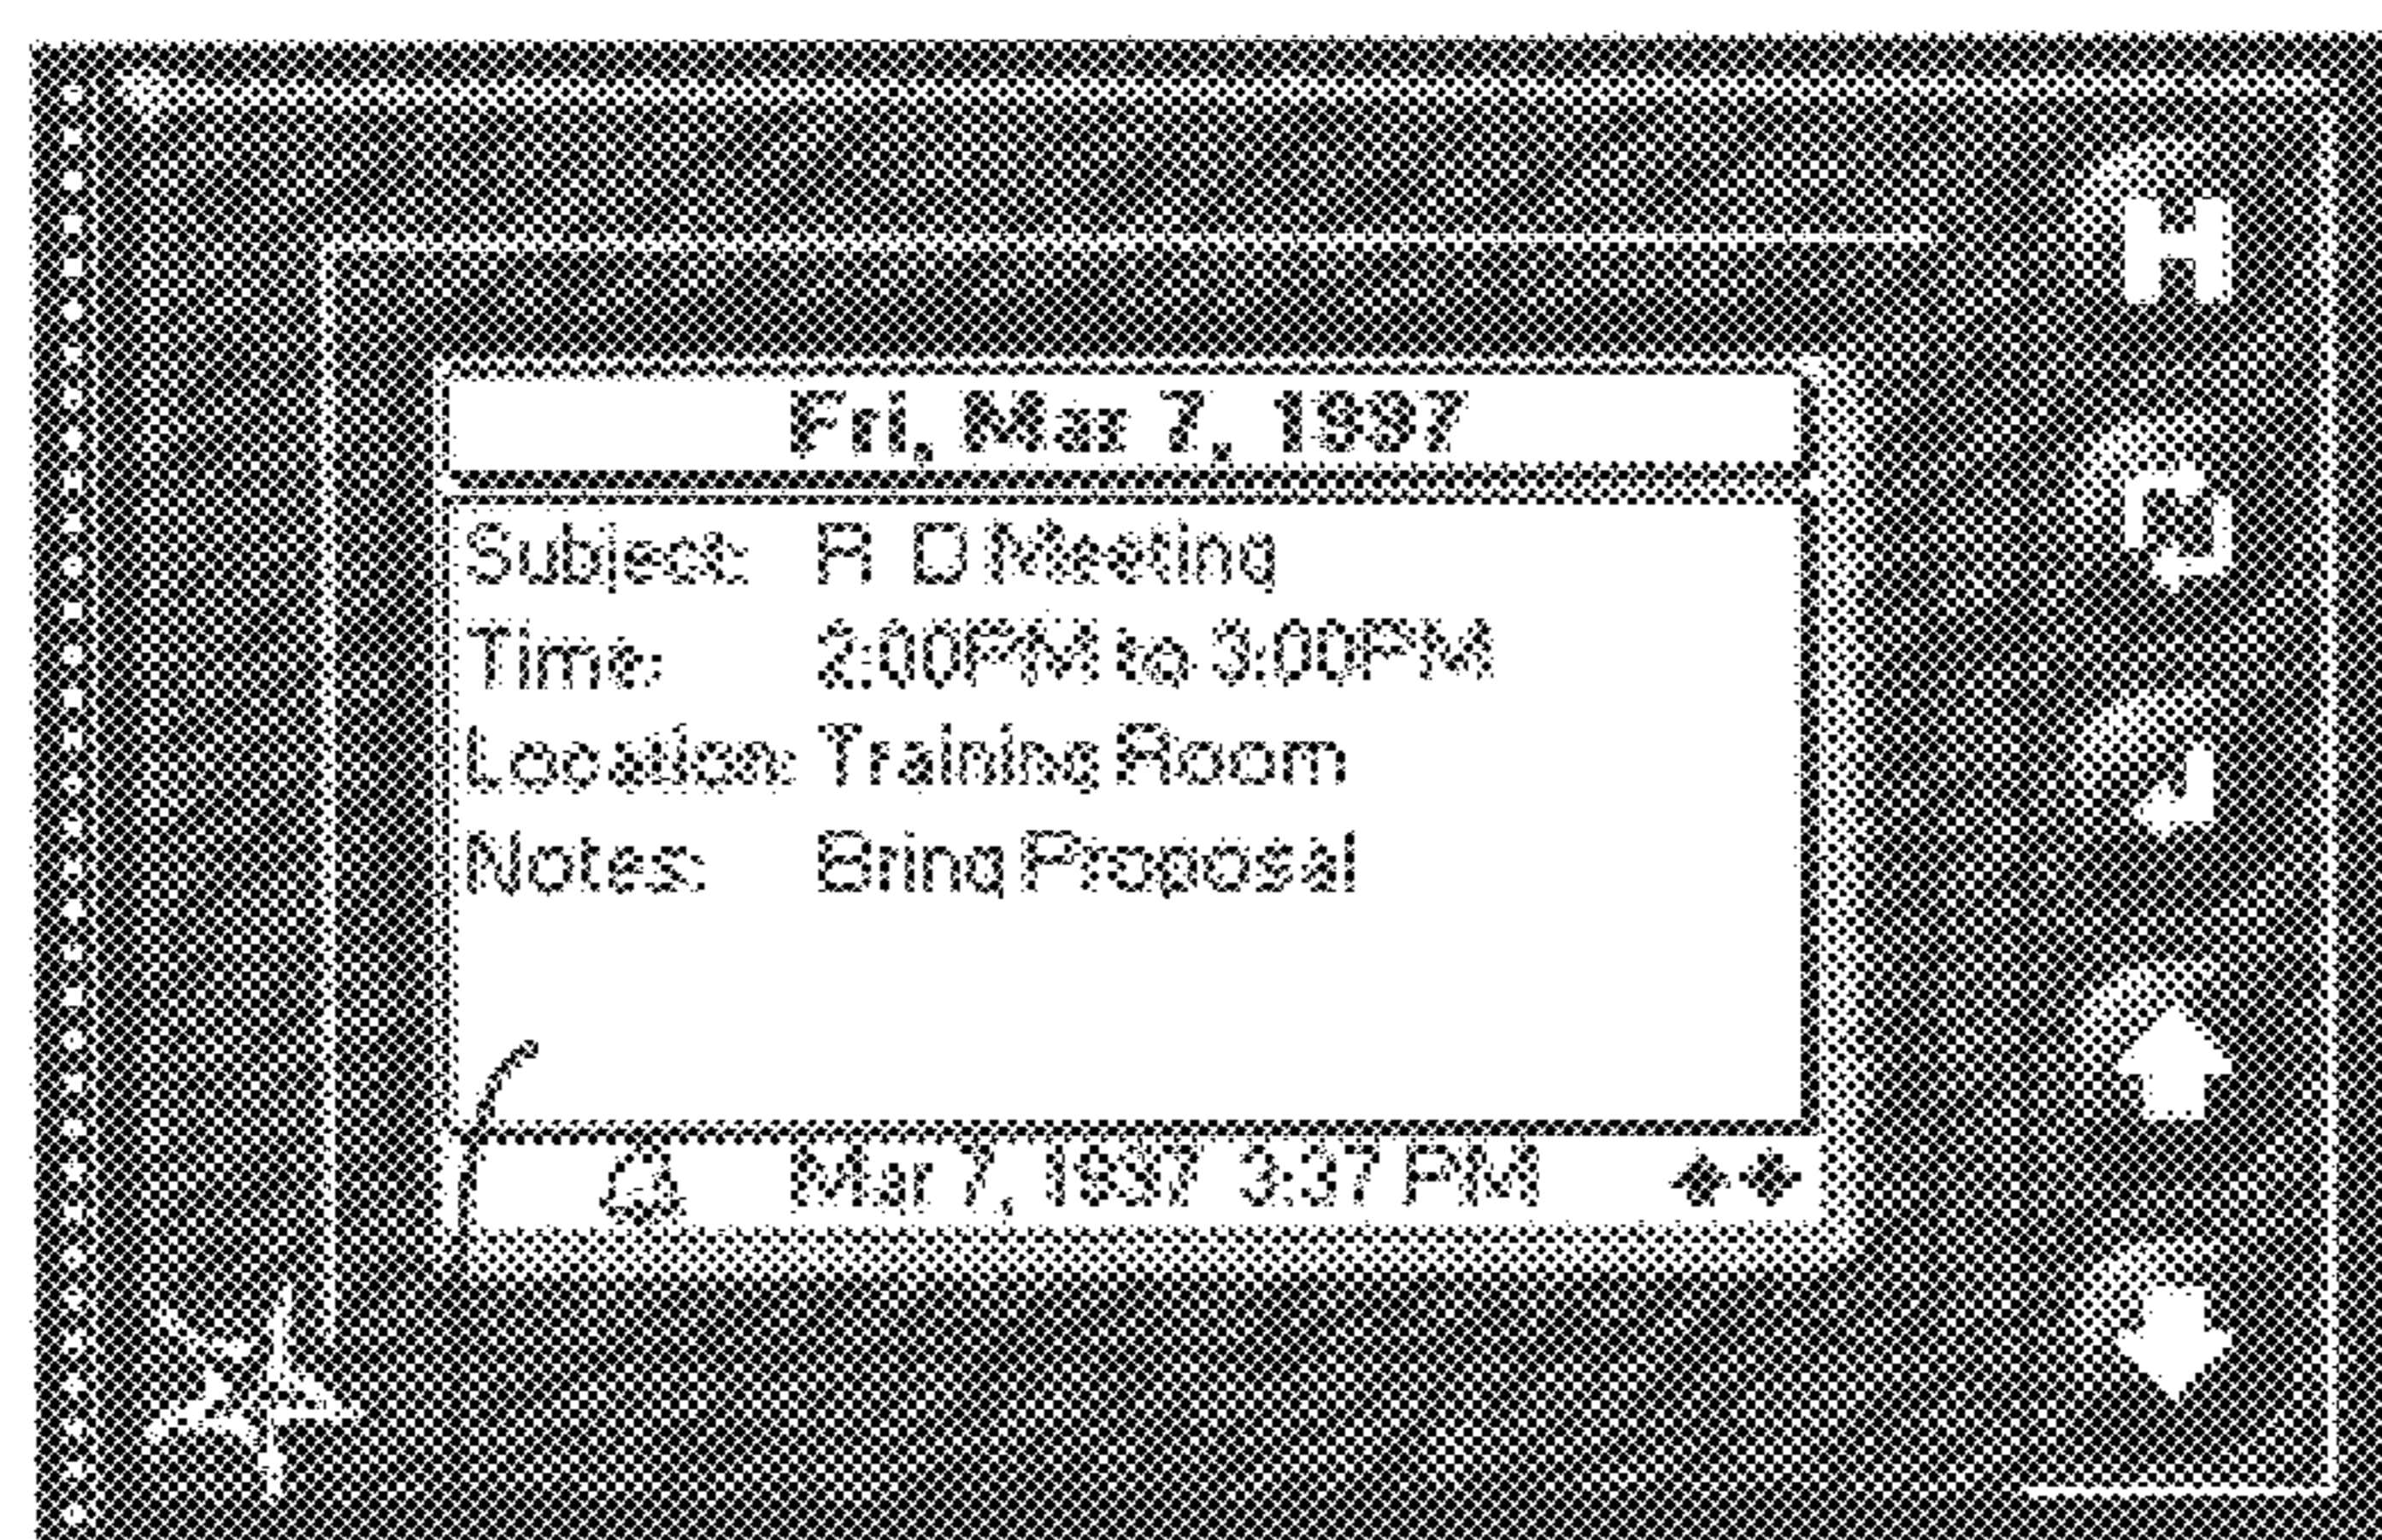 Fri, Mar 7, 1997
Subject: R D Meeting
Time: 2:00PM to 3:00PM
Location: Training Room
Notes: Bring Proposal
Mar 7, 1997 3:37 PM
H